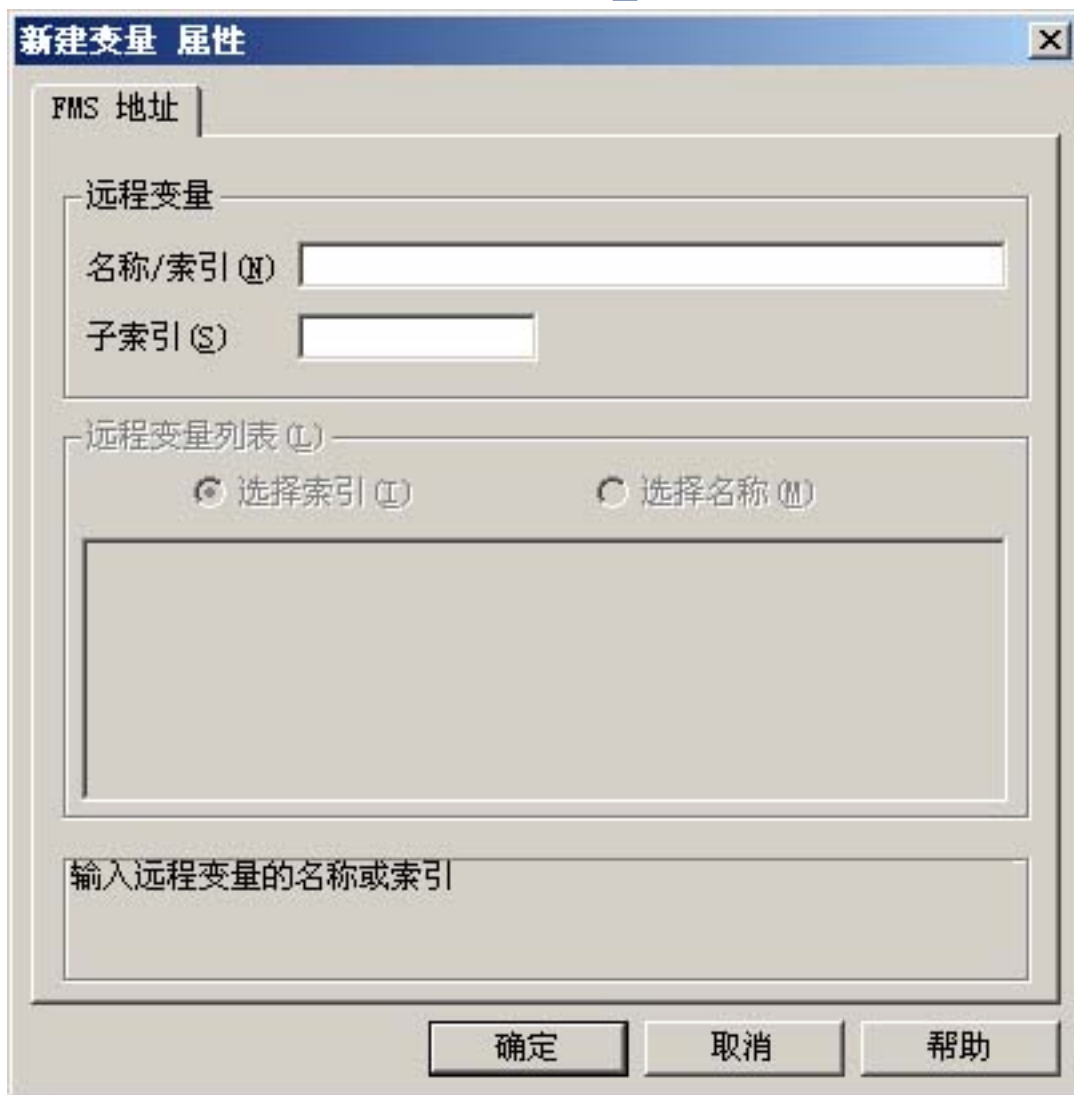 新建变量 属性
FMS 地址
远程变量
名称/索引(N)
子索引(S)
远程变量列表(L)
选择索引(I) 选择名称(M)
输入远程变量的名称或索引
确定 取消 帮助